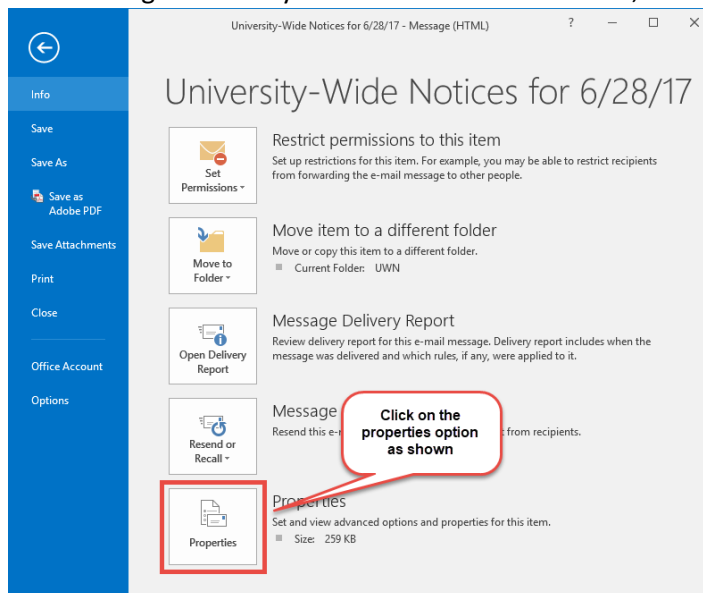 University-Wide Notices for 6/28/17 - Message (HTML)
?
Info
Save
Save As
Save as
Adobe PDF
Save Attachments
Print
Close
Office Account
Options
University-Wide Notices for 6/28/17
Set
Permissions
Restrict permissions to this item
Set up restrictions for this item. For example, you may be able to restrict recipients
from forwarding the e-mail message to other people.
Move to
Folder
Move item to a different folder
Move or copy this item to a different folder.
Current Folder: UWN
Open Delivery
Report
Message Delivery Report
Review delivery report for this e-mail message. Delivery report includes when the
message was delivered and which rules, if any, were applied to it.
Resend or
Recall
Message
Resend this from recipients.
Click on the
properties option
as shown
Properties
Properties
Set and view advanced options and properties for this item.
Size: 259 KB